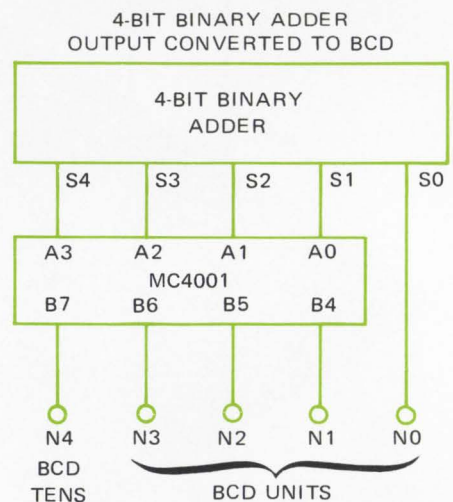 4-BIT BINARY ADDER
OUTPUT CONVERTED TO BCD
4-BIT BINARY
ADDER
S4 S3 S2 S1 S0
A3 A2 A1 A0
MC4001
B7 B6 B5 B4
N4 N3 N2 N1 N0
BCD
TENS
BCD UNITS